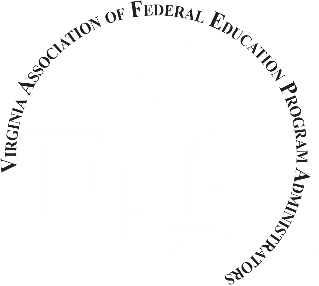 VIRGINIA ASSOCIATION OF FEDERAL EDUCATION PROGRAM ADMINISTRATORS